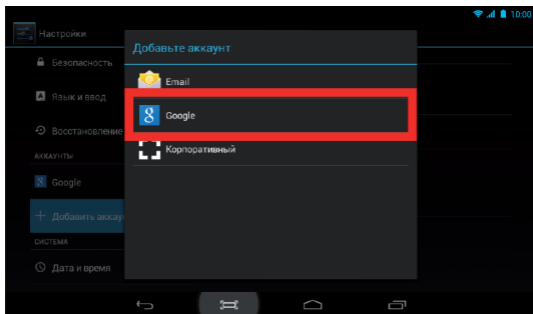 10:00
Настройки
Добавьте аккаунт
Безопасность
Email
Язык и ввод
Google
Восстановление
Корпоративный
АККАУНТЫ
Google
Добавить аккау
СИСТЕМА
Дата и время